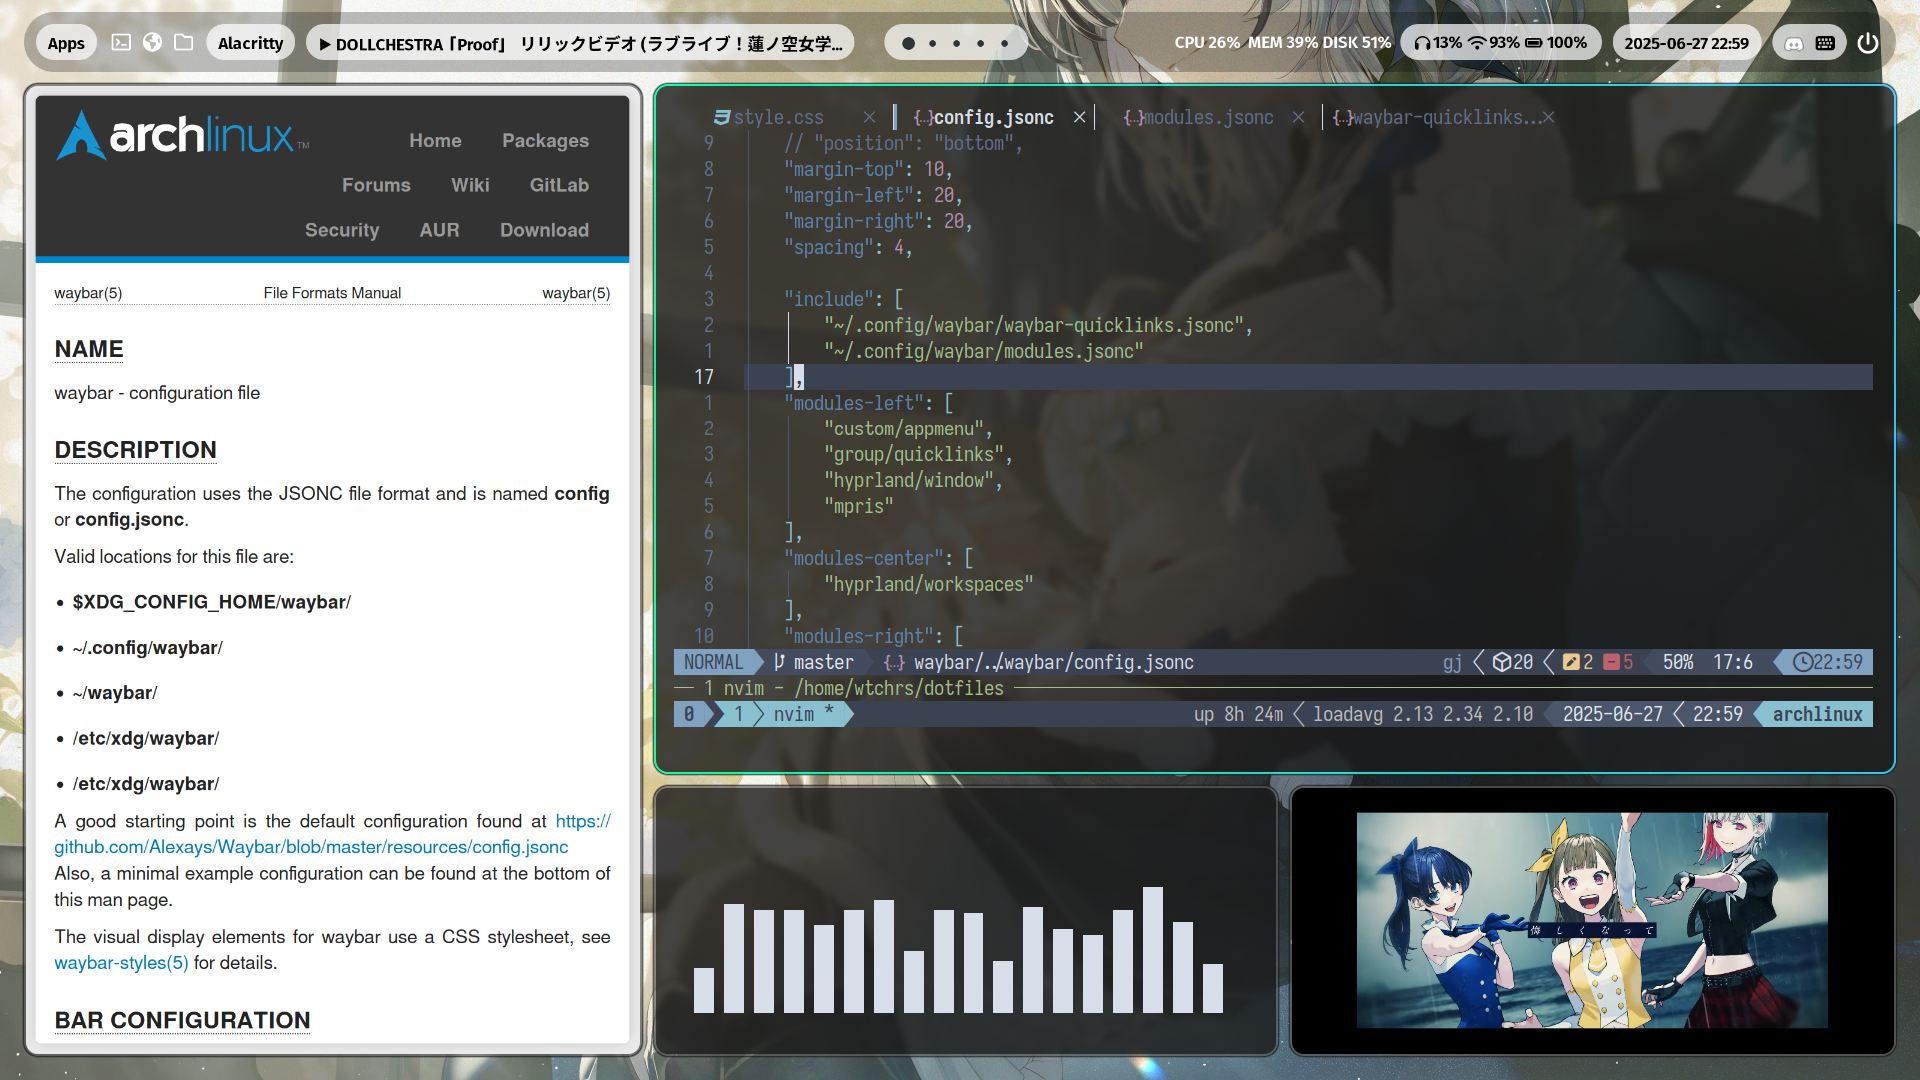 Apps
Alacritty
▶ DOLLCHESTRA「Proof」 リリックビデオ (ラブライブ！蓮ノ空女学...
CPU 26% MEM 39% DISK 51%
13% 93% 100%
2025-06-27 22:59
archlinux™
Home Packages
Forums Wiki GitLab
Security AUR Download
waybar(5) File Formats Manual waybar(5)
NAME
waybar - configuration file
DESCRIPTION
The configuration uses the JSONC file format and is named config
or config.jsonc.
Valid locations for this file are:
• $XDG_CONFIG_HOME/waybar/
• ~/.config/waybar/
• ~/waybar/
• /etc/xdg/waybar/
• /etc/xdg/waybar/
A good starting point is the default configuration found at https://
github.com/Alexays/Waybar/blob/master/resources/config.jsonc
Also, a minimal example configuration can be found at the bottom of
this man page.
The visual display elements for waybar use a CSS stylesheet, see
waybar-styles(5) for details.
BAR CONFIGURATION
style.css × {..}config.jsonc × {..}modules.jsonc × {..}waybar-quicklinks...×
9 // "position": "bottom",
8 "margin-top": 10,
7 "margin-left": 20,
6 "margin-right": 20,
5 "spacing": 4,
4
3 "include": [
2 "~/.config/waybar/waybar-quicklinks.jsonc",
1 "~/.config/waybar/modules.jsonc"
17 ],
1 "modules-left": [
2 "custom/appmenu",
3 "group/quicklinks",
4 "hyprland/window",
5 "mpris"
6 ],
7 "modules-center": [
8 "hyprland/workspaces"
9 ],
10 "modules-right": [
NORMAL master {..} waybar/../waybar/config.jsonc gj 20 2 5 50% 17:6 22:59
1 nvim - /home/wtchrs/dotfiles
0 1 nvim * up 8h 24m loadavg 2.13 2.34 2.10 2025-06-27 22:59 archlinux
悔しくなって